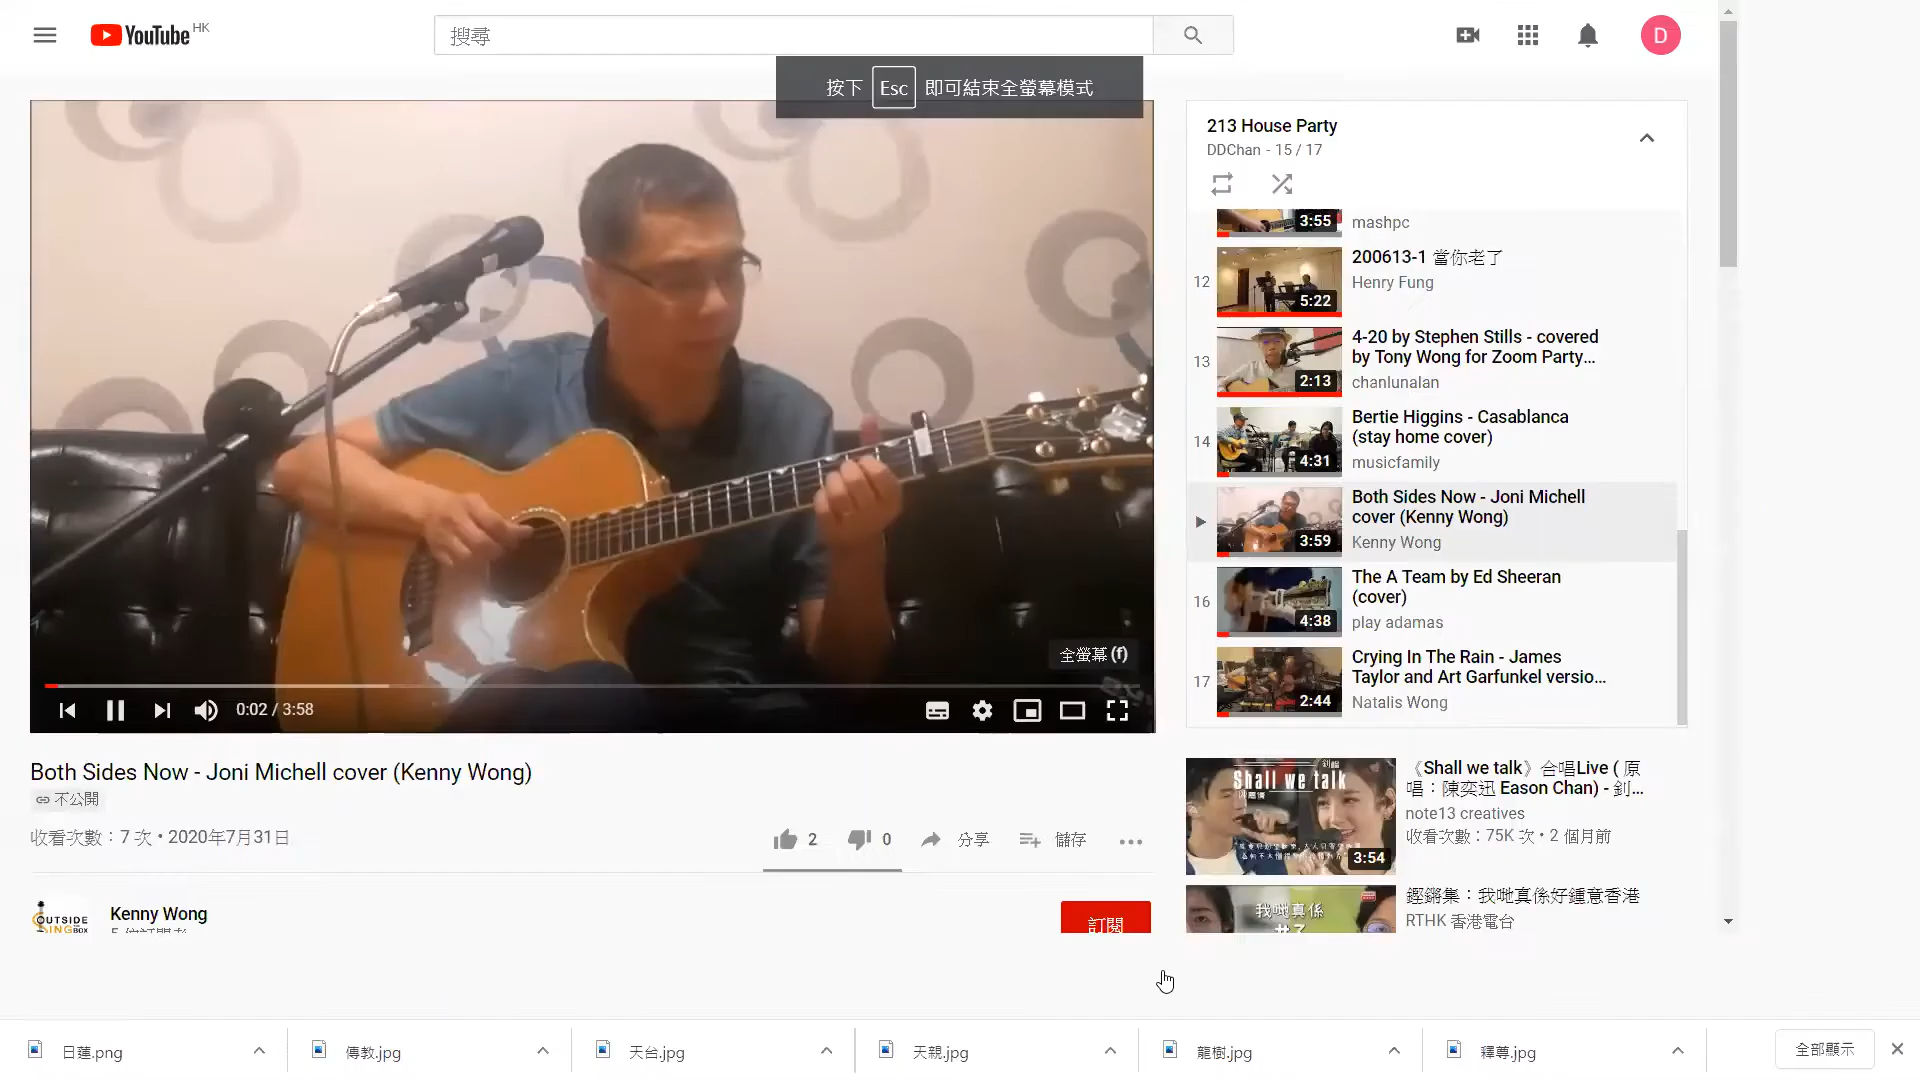 YouTube HK
搜尋
D
按下 Esc 即可結束全螢幕模式
全螢幕 (f)
0:02 / 3:58
Both Sides Now - Joni Michell cover (Kenny Wong)
不公開
收看次數：7 次 • 2020年7月31日
2
0
分享
儲存
OUTSIDE
SING BOX
Kenny Wong
訂閱
213 House Party
DDChan - 15 / 17
3:55
mashpc
12
5:22
200613-1 當你老了
Henry Fung
13
2:13
4-20 by Stephen Stills - covered
by Tony Wong for Zoom Party...
chanlunalan
14
4:31
Bertie Higgins - Casablanca
(stay home cover)
musicfamily
3:59
Both Sides Now - Joni Michell
cover (Kenny Wong)
Kenny Wong
16
4:38
The A Team by Ed Sheeran
(cover)
play adamas
17
2:44
Crying In The Rain - James
Taylor and Art Garfunkel versio...
Natalis Wong
Shall we talk
3:54
《Shall we talk》合唱Live ( 原
唱：陳奕迅 Eason Chan) - 釗...
note13 creatives
收看次數：75K 次 • 2 個月前
我哋真係
鏗鏘集：我哋真係好鍾意香港
RTHK 香港電台
日蓮.png
傳教.jpg
天台.jpg
天親.jpg
龍樹.jpg
釋尊.jpg
全部顯示